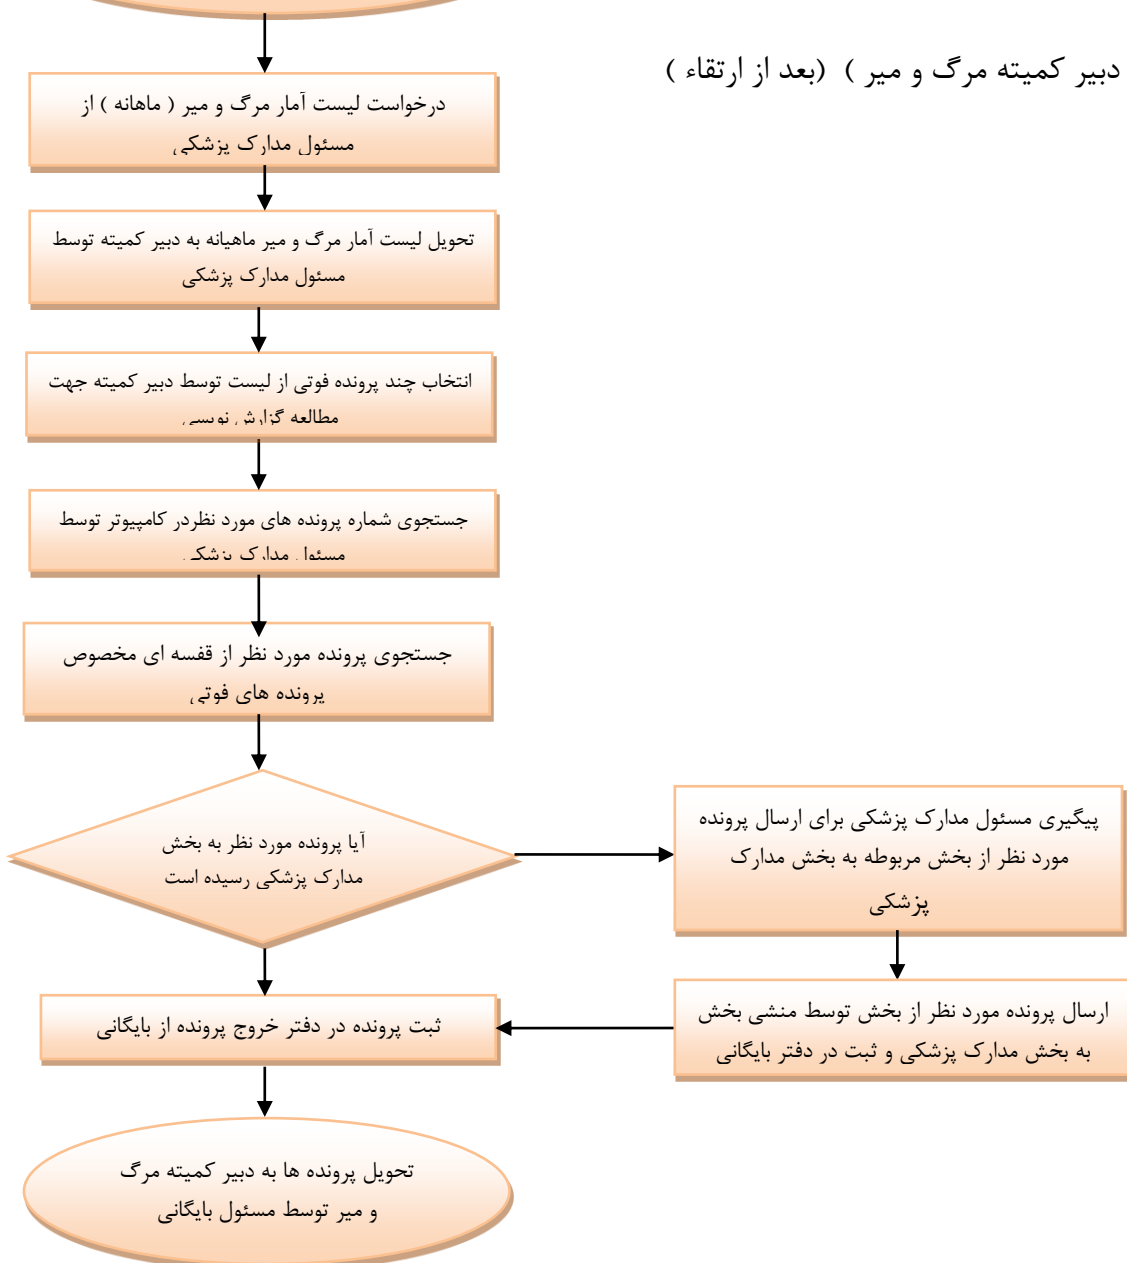 دبیر کمیته مرگ و میر ) (بعد از ارتقاء )
درخواست لیست آمار مرگ و میر ( ماهانه ) از
مسئول مدارک پزشکی
تحویل لیست آمار مرگ و میر ماهیانه به دبیر کمیته توسط
مسئول مدارک پزشکی
انتخاب چند پرونده فوتی از لیست توسط دبیر کمیته جهت
مطالعه گزارش نویسی
جستجوی شماره پرونده های مورد نظردر کامپیوتر توسط
مسئول مدارک پزشکی
جستجوی پرونده مورد نظر از قفسه ای مخصوص
پرونده های فوتی
آیا پرونده مورد نظر به بخش
مدارک پزشکی رسیده است
پیگیری مسئول مدارک پزشکی برای ارسال پرونده
مورد نظر از بخش مربوطه به بخش مدارک
پزشکی
ارسال پرونده مورد نظر از بخش توسط منشی بخش
به بخش مدارک پزشکی و ثبت در دفتر بایگانی
ثبت پرونده در دفتر خروج پرونده از بایگانی
تحویل پرونده ها به دبیر کمیته مرگ
و میر توسط مسئول بایگانی